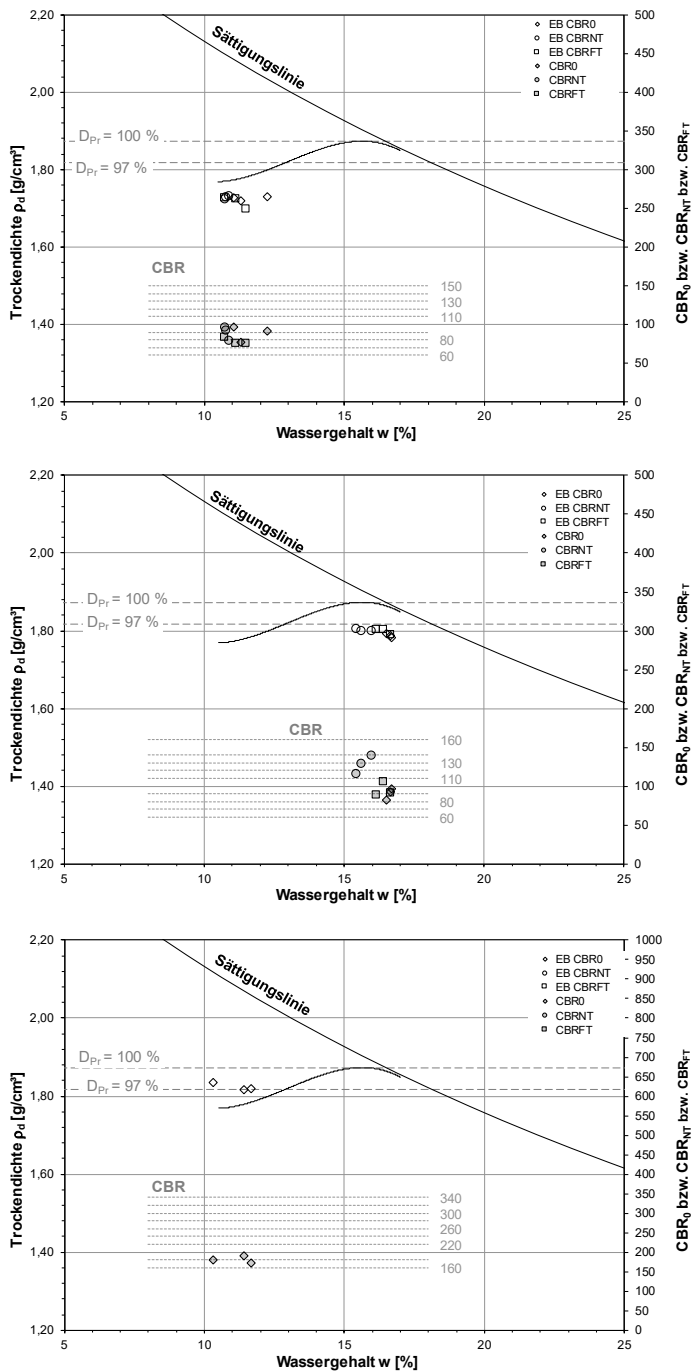 2,20
2,00
1,80
1,60
1,40
1,20
Trockendichte ρd [g/cm³]
500
450
400
350
300
250
200
150
100
50
0
CBR0 bzw. CBRNT bzw. CBRFT
Sättigungslinie
EB CBR0
EB CBRNT
EB CBRFT
CBR0
CBRNT
CBRFT
DPr = 100 %
DPr = 97 %
CBR
150
130
110
80
60
5 10 15 20 25
Wassergehalt w [%]
2,20
2,00
1,80
1,60
1,40
1,20
Trockendichte ρd [g/cm³]
500
450
400
350
300
250
200
150
100
50
0
CBR0 bzw. CBRNT bzw. CBRFT
Sättigungslinie
EB CBR0
EB CBRNT
EB CBRFT
CBR0
CBRNT
CBRFT
DPr = 100 %
DPr = 97 %
CBR
160
130
110
80
60
5 10 15 20 25
Wassergehalt w [%]
2,20
2,00
1,80
1,60
1,40
1,20
Trockendichte ρd [g/cm³]
1000
950
900
850
800
750
700
650
600
550
500
450
400
350
300
250
200
150
100
50
0
CBR0 bzw. CBRNT bzw. CBRFT
Sättigungslinie
EB CBR0
EB CBRNT
EB CBRFT
CBR0
CBRNT
CBRFT
DPr = 100 %
DPr = 97 %
CBR
340
300
260
220
160
5 10 15 20 25
Wassergehalt w [%]